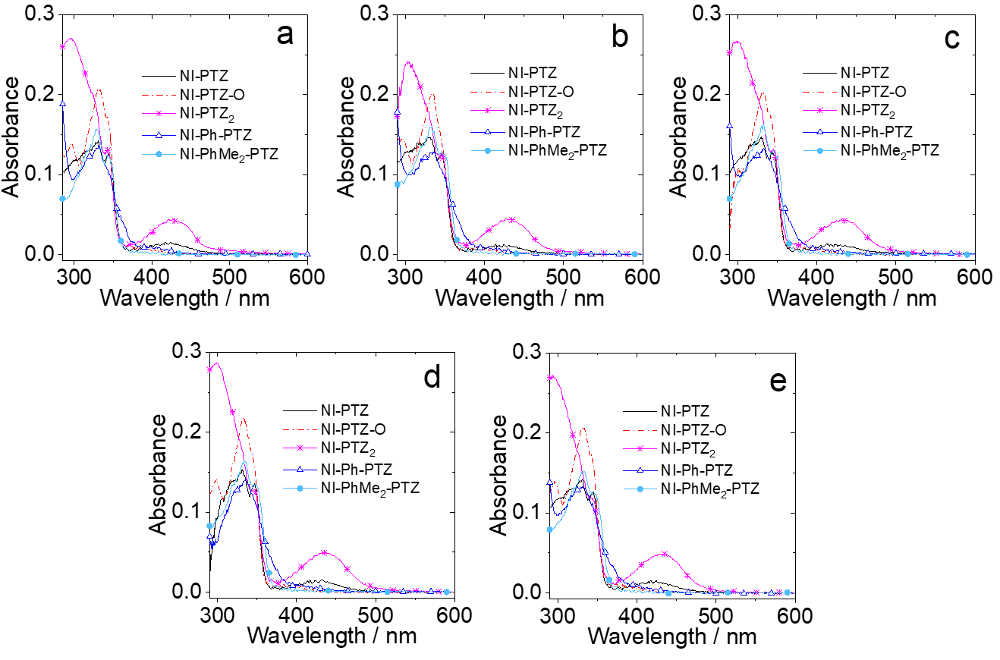 a
0.3
0.2
0.1
0.0
Absorbance
NI-PTZ
NI-PTZ-O
NI-PTZ2
NI-Ph-PTZ
NI-PhMe2-PTZ
300 400 500 600
Wavelength / nm
b
0.3
0.2
0.1
0.0
Absorbance
NI-PTZ
NI-PTZ-O
NI-PTZ2
NI-Ph-PTZ
NI-PhMe2-PTZ
300 400 500 600
Wavelength / nm
c
0.3
0.2
0.1
0.0
Absorbance
NI-PTZ
NI-PTZ-O
NI-PTZ2
NI-Ph-PTZ
NI-PhMe2-PTZ
300 400 500 600
Wavelength / nm
d
0.3
0.2
0.1
0.0
Absorbance
NI-PTZ
NI-PTZ-O
NI-PTZ2
NI-Ph-PTZ
NI-PhMe2-PTZ
300 400 500 600
Wavelength / nm
e
0.3
0.2
0.1
0.0
Absorbance
NI-PTZ
NI-PTZ-O
NI-PTZ2
NI-Ph-PTZ
NI-PhMe2-PTZ
300 400 500 600
Wavelength / nm